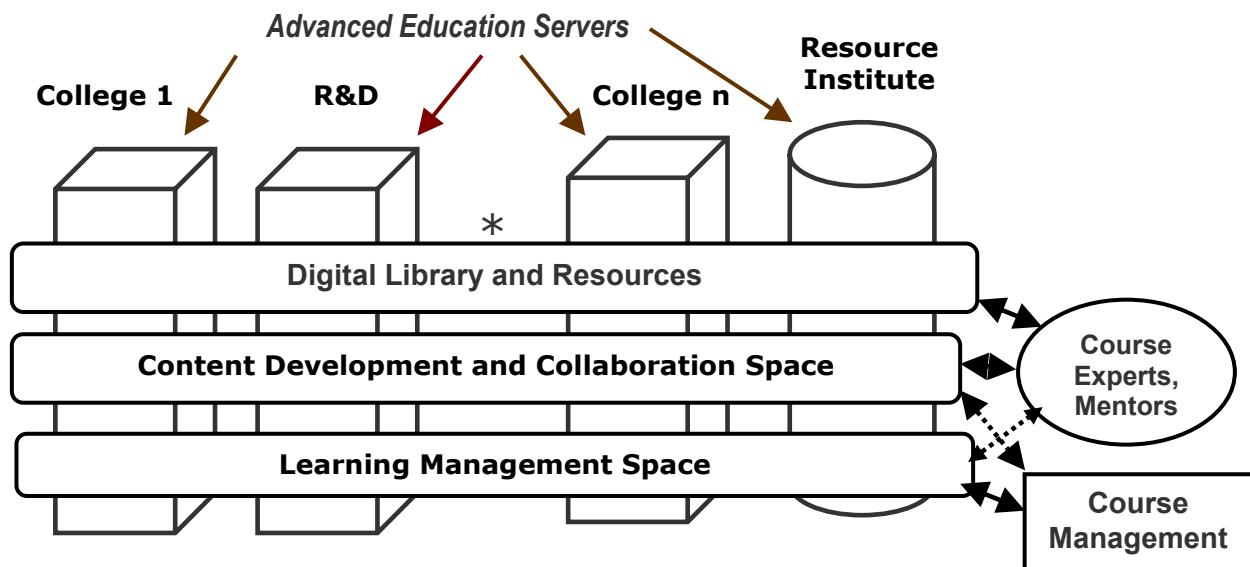 Advanced Education Servers
Resource
Institute
College 1
R&D
College n
*
Digital Library and Resources
Content Development and Collaboration Space
Learning Management Space
Course
Experts,
Mentors
Course
Management